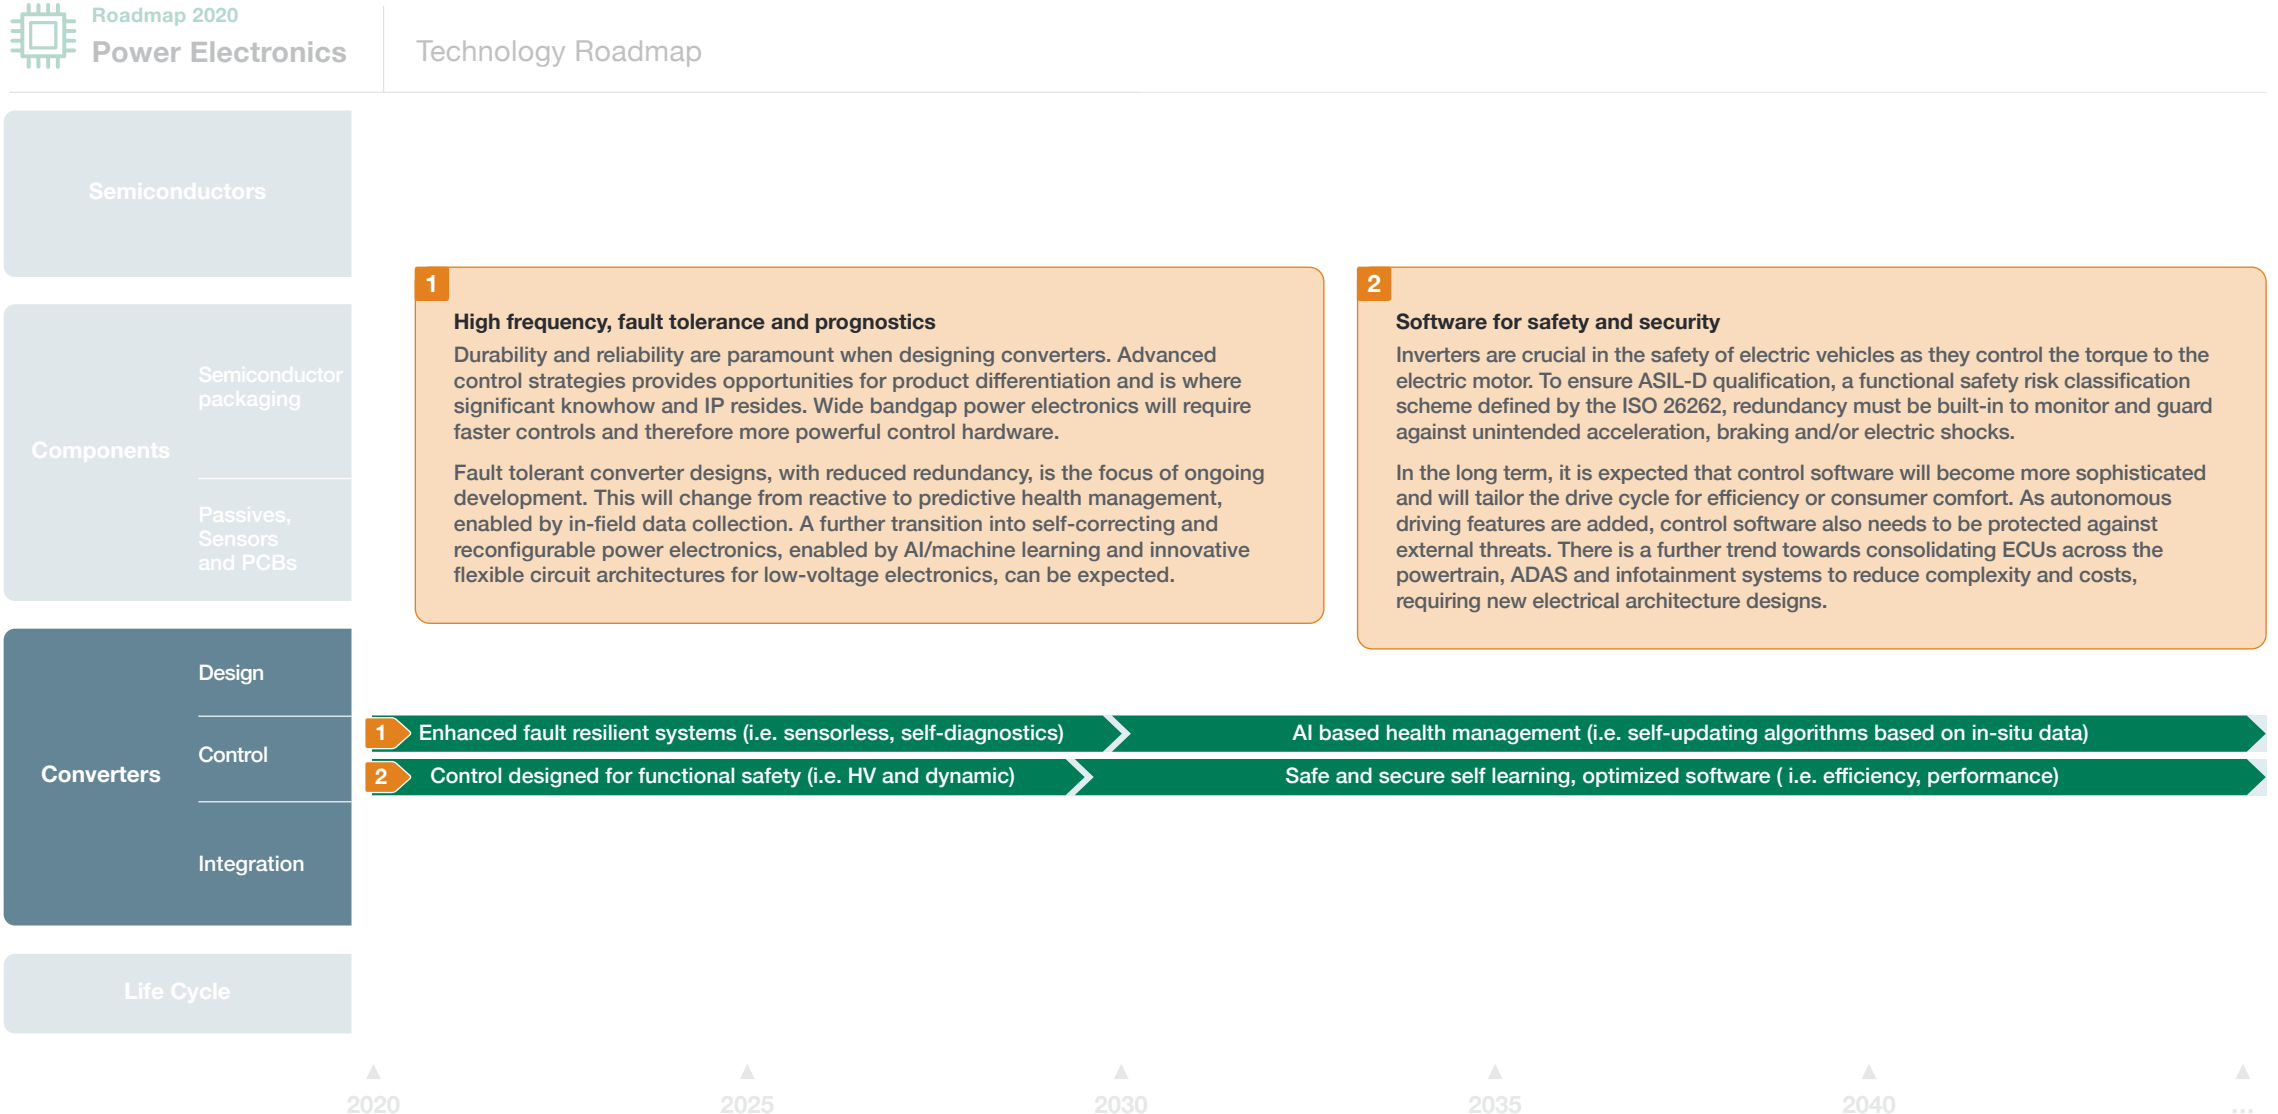 Roadmap 2020
Power Electronics
Technology Roadmap
Semiconductors
Components
Semiconductor
packaging
Passives,
Sensors
and PCBs
1
High frequency, fault tolerance and prognostics
Durability and reliability are paramount when designing converters. Advanced
control strategies provides opportunities for product differentiation and is where
significant knowhow and IP resides. Wide bandgap power electronics will require
faster controls and therefore more powerful control hardware.
Fault tolerant converter designs, with reduced redundancy, is the focus of ongoing
development. This will change from reactive to predictive health management,
enabled by in-field data collection. A further transition into self-correcting and
reconfigurable power electronics, enabled by AI/machine learning and innovative
flexible circuit architectures for low-voltage electronics, can be expected.
2
Software for safety and security
Inverters are crucial in the safety of electric vehicles as they control the torque to the
electric motor. To ensure ASIL-D qualification, a functional safety risk classification
scheme defined by the ISO 26262, redundancy must be built-in to monitor and guard
against unintended acceleration, braking and/or electric shocks.
In the long term, it is expected that control software will become more sophisticated
and will tailor the drive cycle for efficiency or consumer comfort. As autonomous
driving features are added, control software also needs to be protected against
external threats. There is a further trend towards consolidating ECUs across the
powertrain, ADAS and infotainment systems to reduce complexity and costs,
requiring new electrical architecture designs.
Converters
Design
Control
Integration
1 Enhanced fault resilient systems (i.e. sensorless, self-diagnostics)
AI based health management (i.e. self-updating algorithms based on in-situ data)
2 Control designed for functional safety (i.e. HV and dynamic)
Safe and secure self learning, optimized software ( i.e. efficiency, performance)
Life Cycle
2020 2025 2030 2035 2040 ...